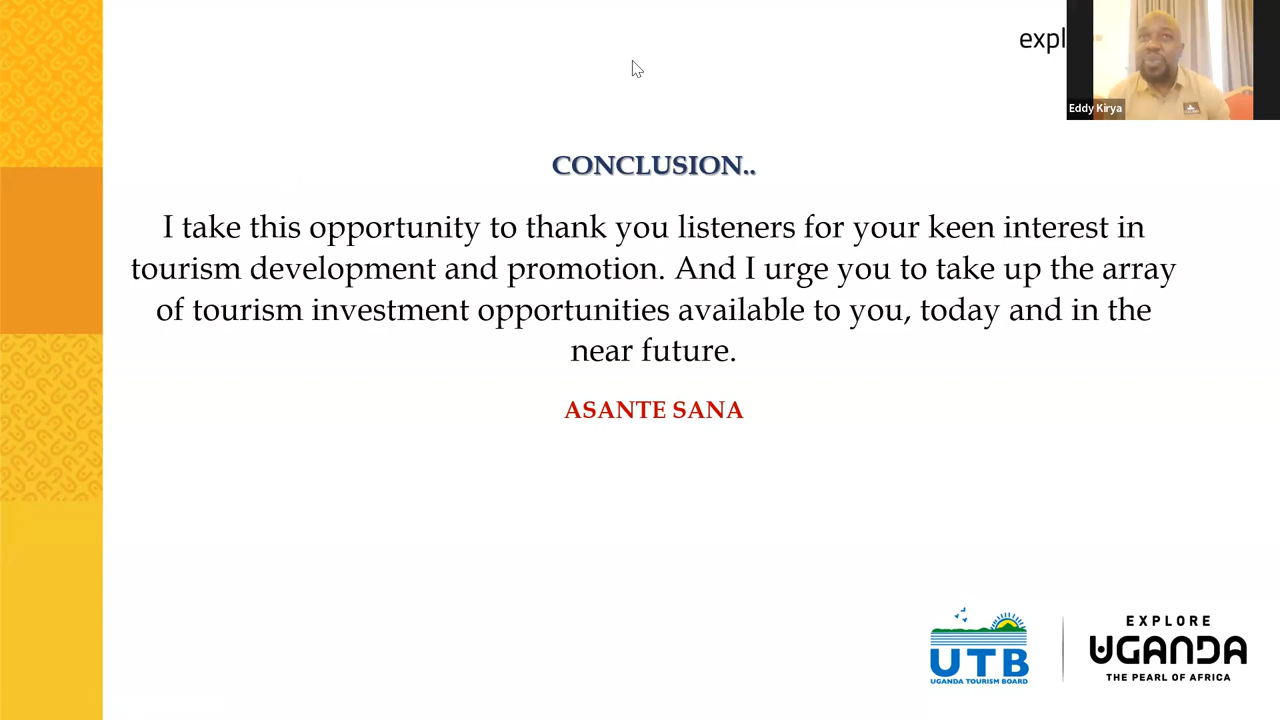 expl
Eddy Kirya
CONCLUSION..
I take this opportunity to thank you listeners for your keen interest in
tourism development and promotion. And I urge you to take up the array
of tourism investment opportunities available to you, today and in the
near future.
ASANTE SANA
UTB
UGANDA TOURISM BOARD
EXPLORE
UGANDA
THE PEARL OF AFRICA